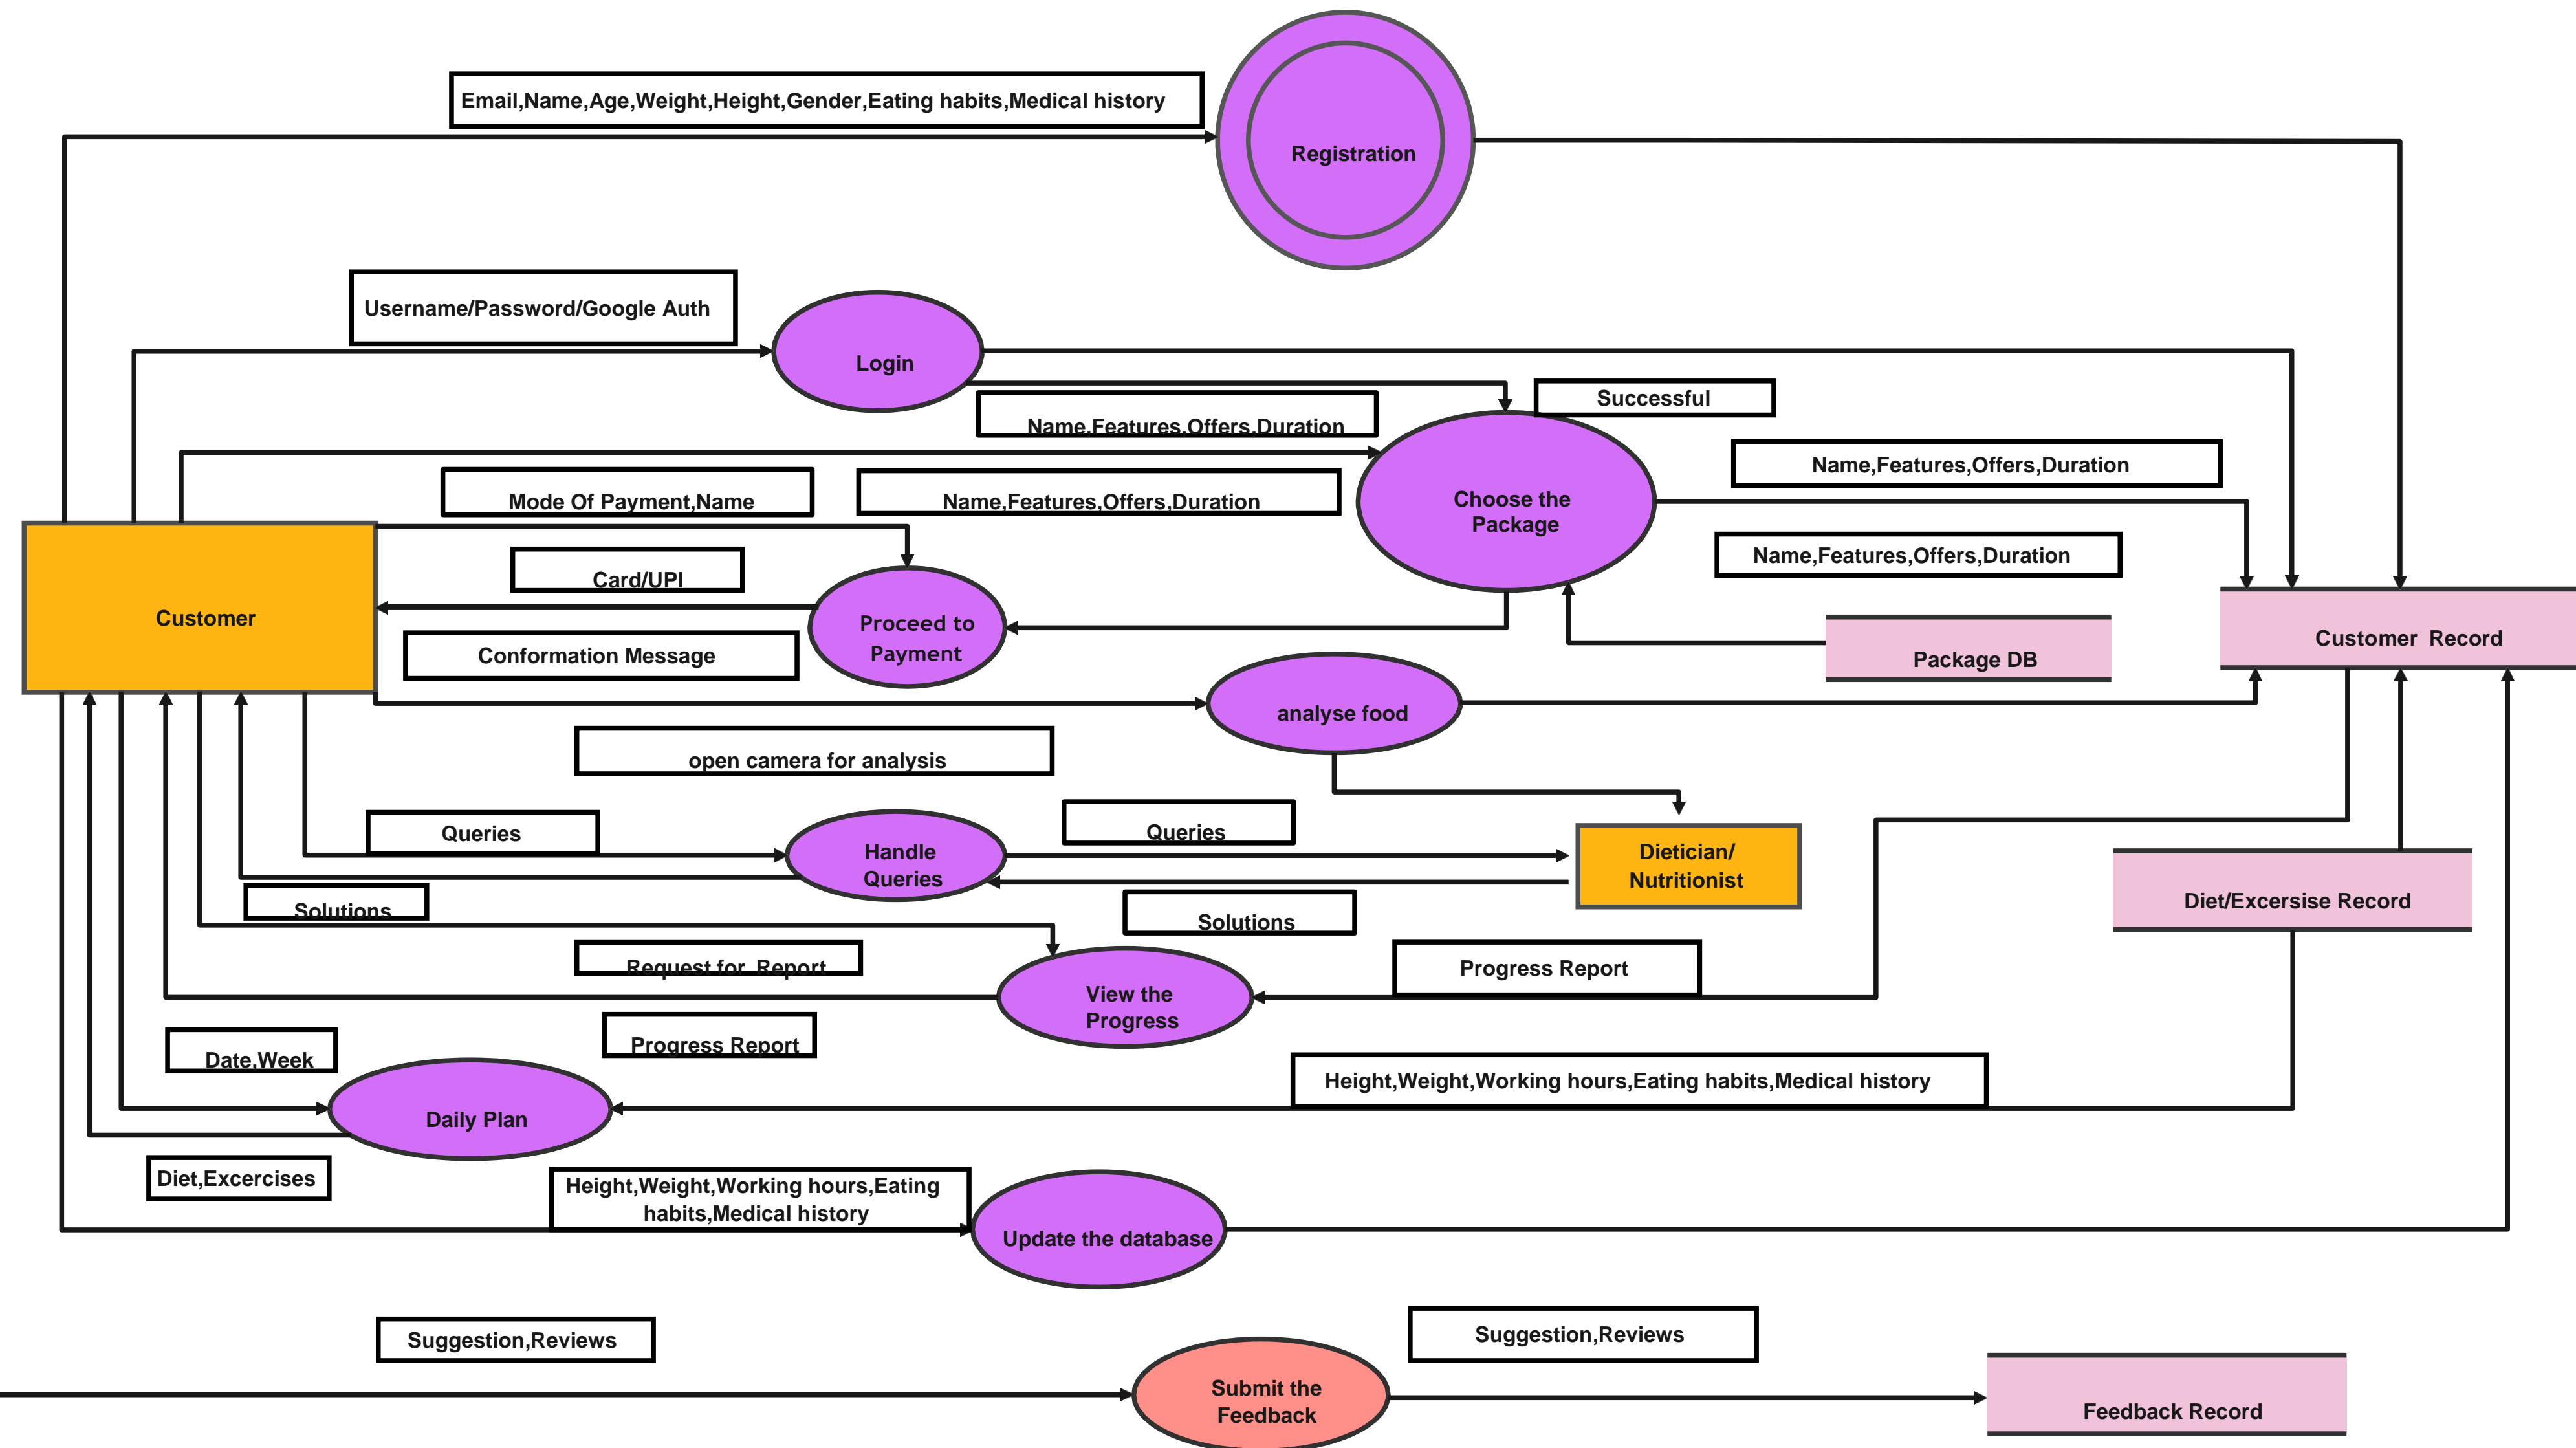 Email,Name,Age,Weight,Height,Gender,Eating habits,Medical history
Registration
Username/Password/Google Auth
Login
Successful
Name,Features,Offers,Duration
Name,Features,Offers,Duration
Mode Of Payment,Name
Name,Features,Offers,Duration
Choose the
Package
Name,Features,Offers,Duration
Card/UPI
Customer
Proceed to
Payment
Conformation Message
Package DB
Customer Record
analyse food
open camera for analysis
Queries
Queries
Handle
Queries
Dietician/
Nutritionist
Diet/Excersise Record
Solutions
Solutions
Request for Report
Progress Report
View the
Progress
Progress Report
Date,Week
Height,Weight,Working hours,Eating habits,Medical history
Daily Plan
Diet,Excercises
Height,Weight,Working hours,Eating
habits,Medical history
Update the database
Suggestion,Reviews
Suggestion,Reviews
Submit the
Feedback
Feedback Record